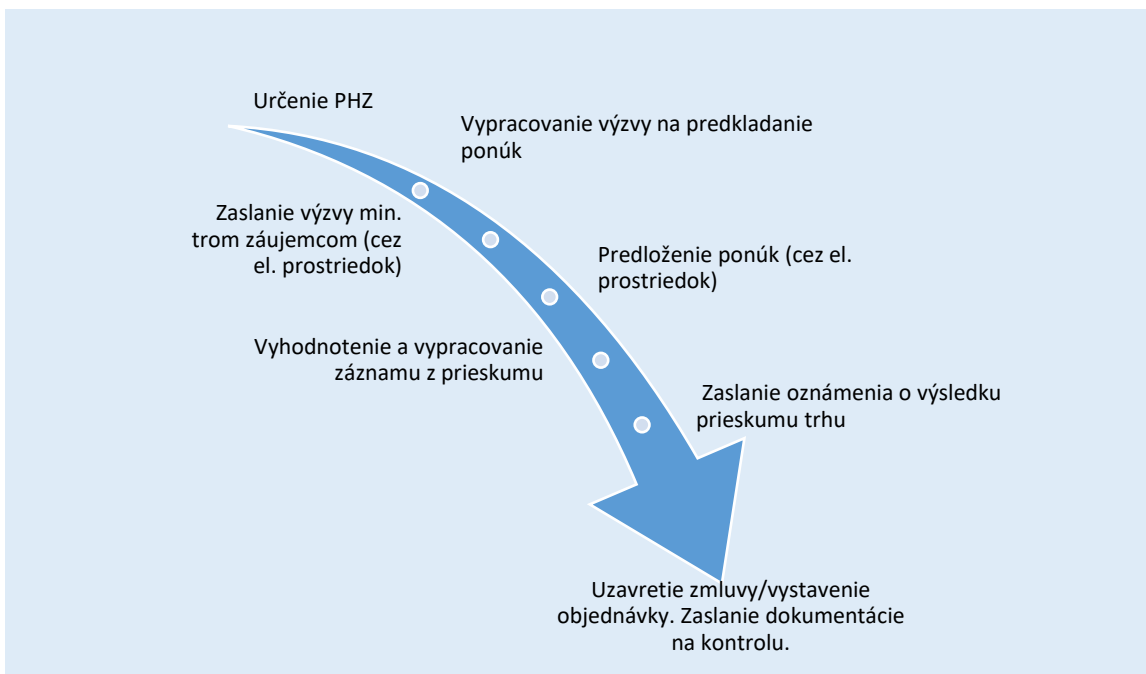 Určenie PHZ
Vypracovanie výzvy na predkladanie
ponúk
Zaslanie výzvy min.
trom záujemcom (cez
el. prostriedok)
Predloženie ponúk (cez el.
prostriedok)
Vyhodnotenie a vypracovanie
záznamu z prieskumu
Zaslanie oznámenia o výsledku
prieskumu trhu
Uzavretie zmluvy/vystavenie
objednávky. Zaslanie dokumentácie
na kontrolu.